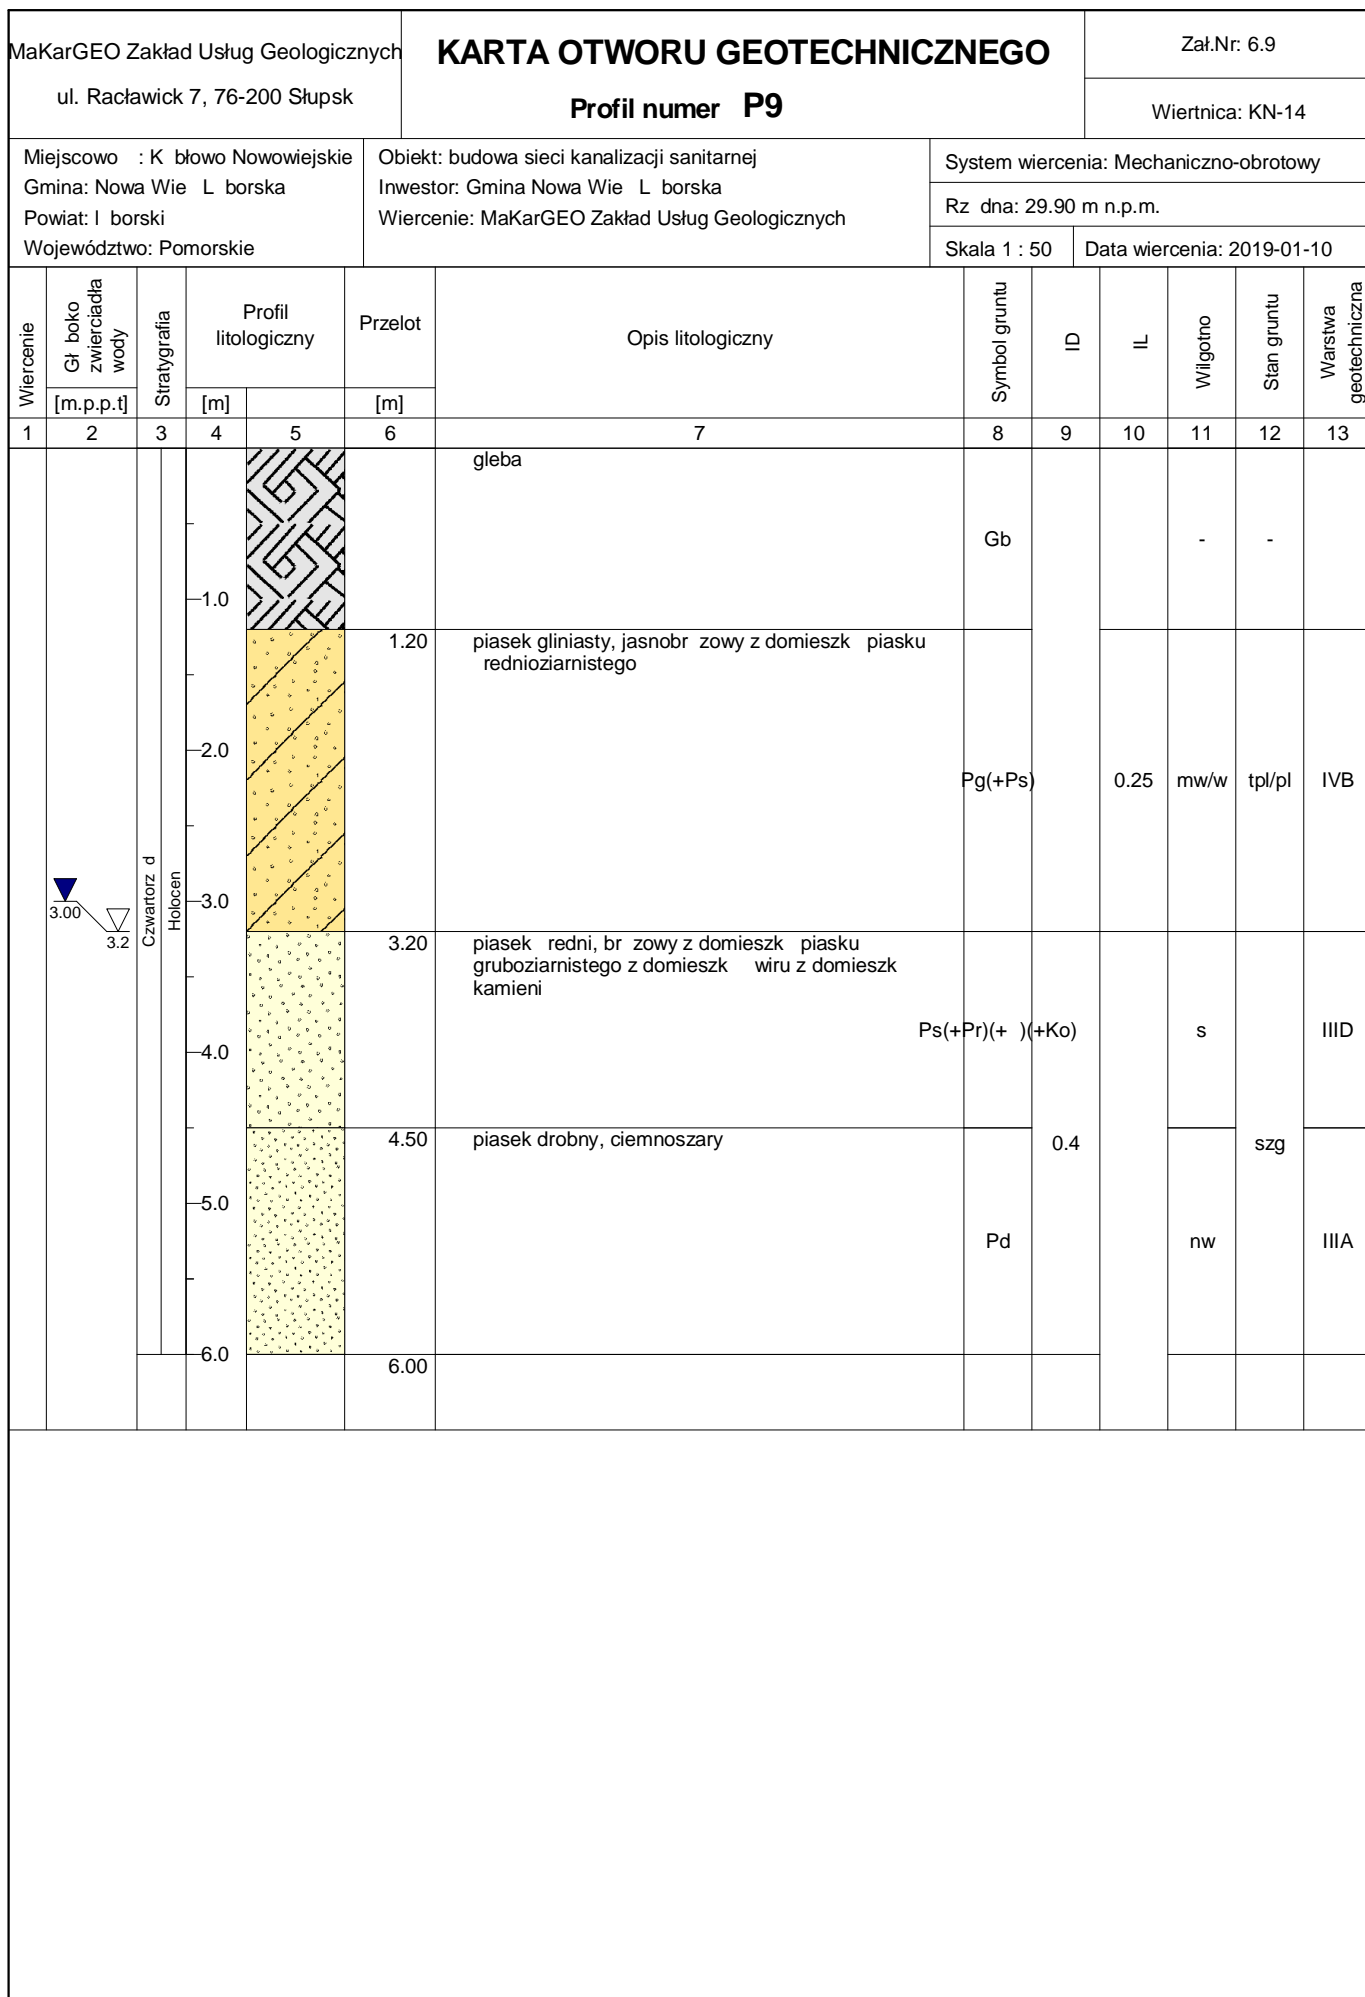 MaKarGEO Zakład Usług Geologicznych
ul. Racławick 7, 76-200 Słupsk
KARTA OTWORU GEOTECHNICZNEGO
Profil numer P9
Zał.Nr: 6.9
Wiertnica: KN-14
Miejscowo : K błowo Nowowiejskie
Gmina: Nowa Wie L borska
Powiat: l borski
Województwo: Pomorskie
Obiekt: budowa sieci kanalizacji sanitarnej
Inwestor: Gmina Nowa Wie L borska
Wiercenie: MaKarGEO Zakład Usług Geologicznych
System wiercenia: Mechaniczno-obrotowy
Rz dna: 29.90 m n.p.m.
Skala 1 : 50
Data wiercenia: 2019-01-10
Wiercenie
Gł boko
zwierciadła
wody
[m.p.p.t]
Stratygrafia
Profil
litologiczny
[m]
Przelot
[m]
Opis litologiczny
Symbol gruntu
ID
IL
Wilgotno
Stan gruntu
Warstwa
geotechniczna
1 2 3 4 5 6 7 8 9 10 11 12 13
gleba
Gb - -
1.0
1.20
piasek gliniasty, jasnobr zowy z domieszk piasku
rednioziarnistego
2.0
Pg(+Ps) 0.25 mw/w tpl/pl IVB
3.00
3.2
Czwartorz d
Holocen
3.0
3.20
piasek redni, br zowy z domieszk piasku
gruboziarnistego z domieszk wiru z domieszk
kamieni
Ps(+Pr)(+ )(+Ko) s IIID
4.0
4.50
piasek drobny, ciemnoszary
0.4 szg
5.0
Pd nw IIIA
6.0
6.00